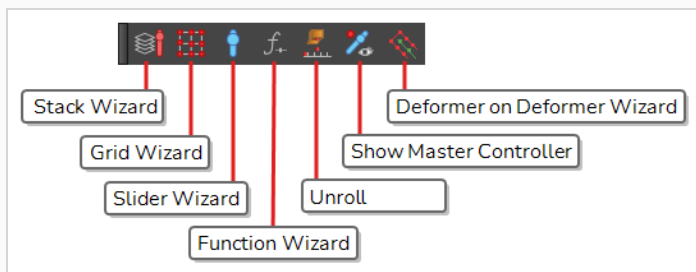 Stack Wizard
Deformer on Deformer Wizard
Grid Wizard
Show Master Controller
Slider Wizard
Unroll
Function Wizard